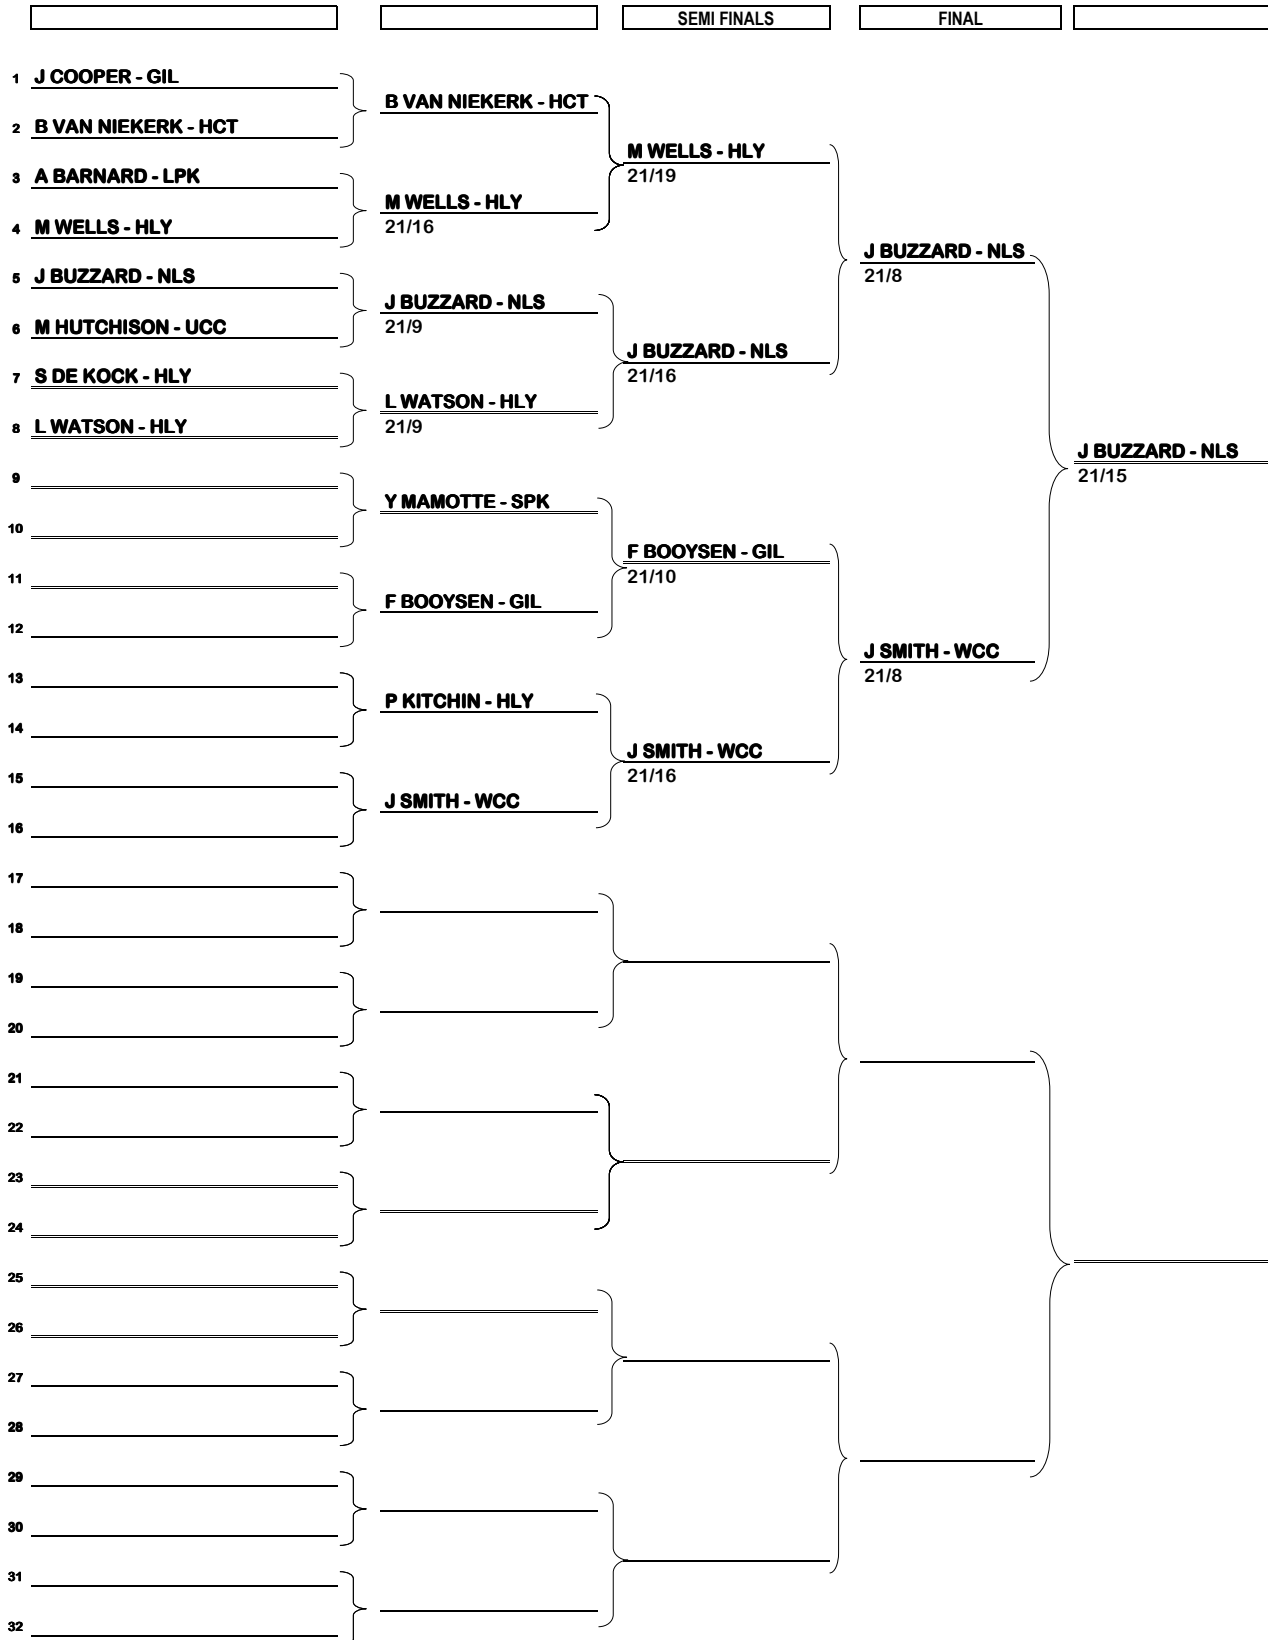 SEMI FINALS
FINAL
1 J COOPER - GIL
2 B VAN NIEKERK - HCT
3 A BARNARD - LPK
4 M WELLS - HLY
5 J BUZZARD - NLS
6 M HUTCHISON - UCC
7 S DE KOCK - HLY
8 L WATSON - HLY
9
10
11
12
13
14
15
16
17
18
19
20
21
22
23
24
25
26
27
28
29
30
31
32
B VAN NIEKERK - HCT
M WELLS - HLY
21/16
J BUZZARD - NLS
21/9
L WATSON - HLY
21/9
Y MAMOTTE - SPK
F BOOYSEN - GIL
P KITCHIN - HLY
J SMITH - WCC
M WELLS - HLY
21/19
J BUZZARD - NLS
21/16
F BOOYSEN - GIL
21/10
J SMITH - WCC
21/16
J BUZZARD - NLS
21/8
J SMITH - WCC
21/8
J BUZZARD - NLS
21/15